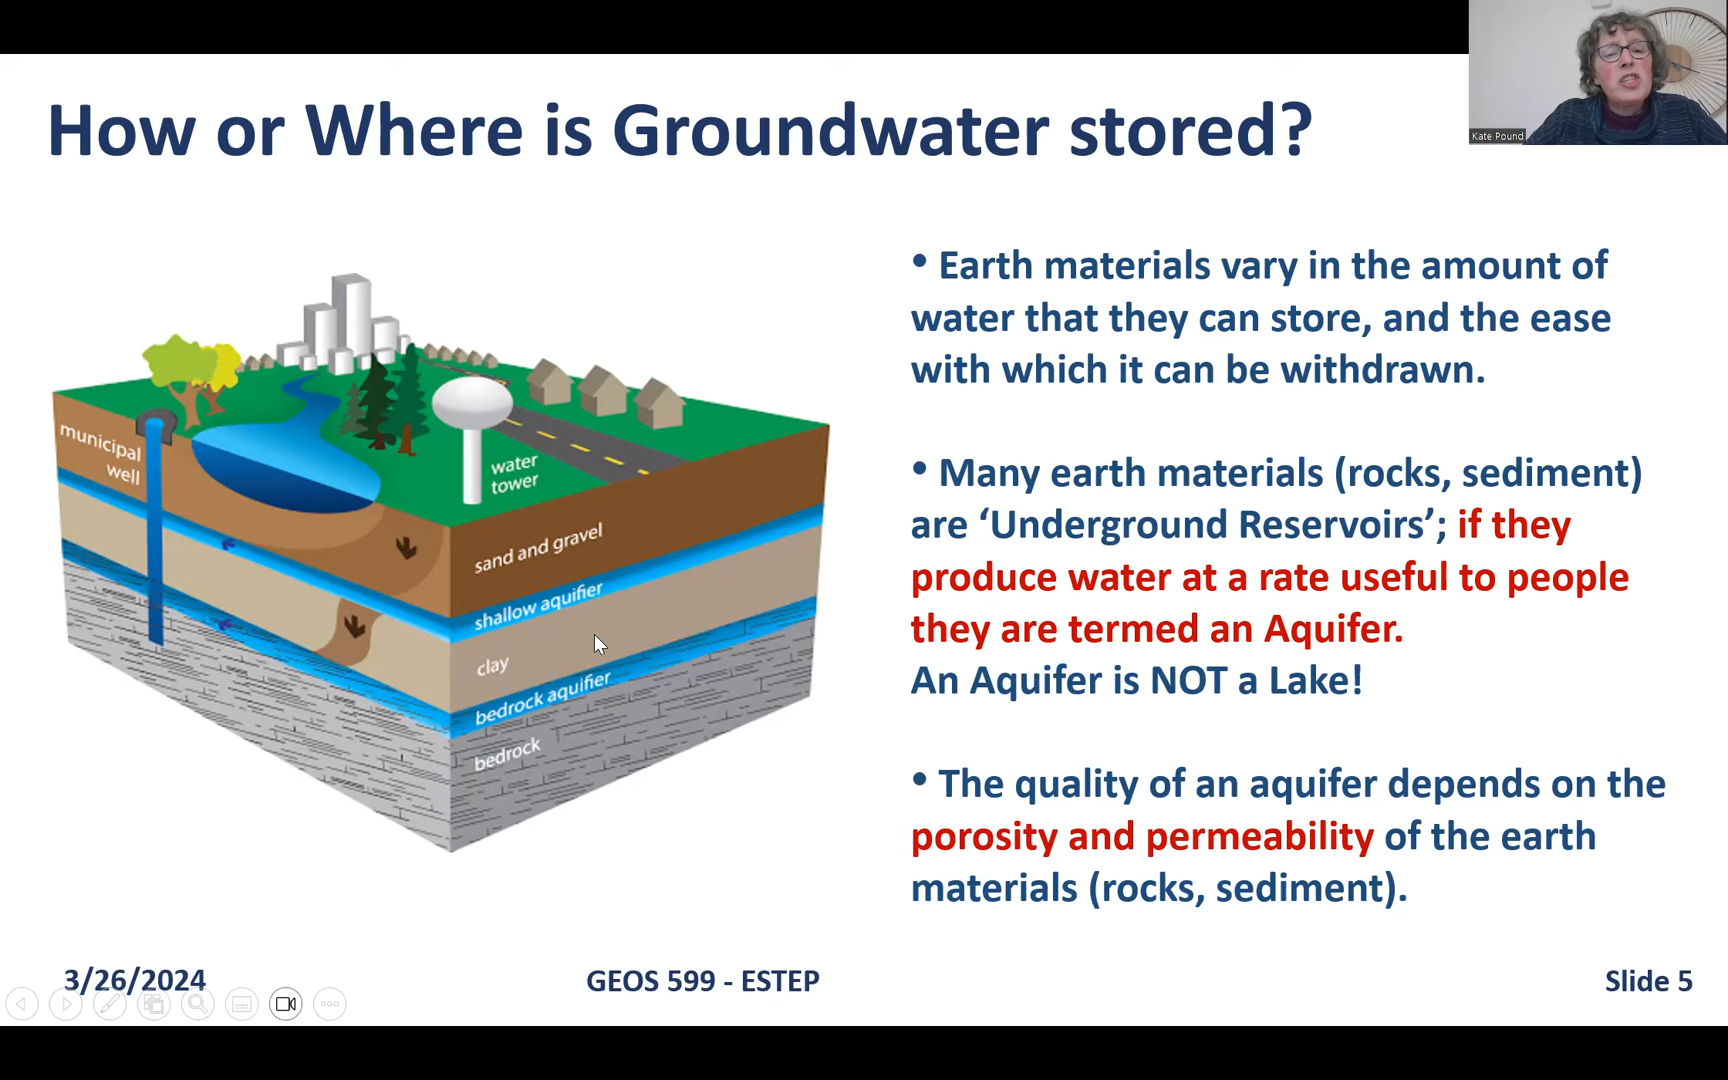 Kate Pound
How or Where is Groundwater stored?
municipal
well
water
tower
sand and gravel
shallow aquifier
clay
bedrock aquifier
bedrock
• Earth materials vary in the amount of
water that they can store, and the ease
with which it can be withdrawn.
• Many earth materials (rocks, sediment)
are ‘Underground Reservoirs’; if they
produce water at a rate useful to people
they are termed an Aquifer.
An Aquifer is NOT a Lake!
• The quality of an aquifer depends on the
porosity and permeability of the earth
materials (rocks, sediment).
3/26/2024
GEOS 599 - ESTEP
Slide 5